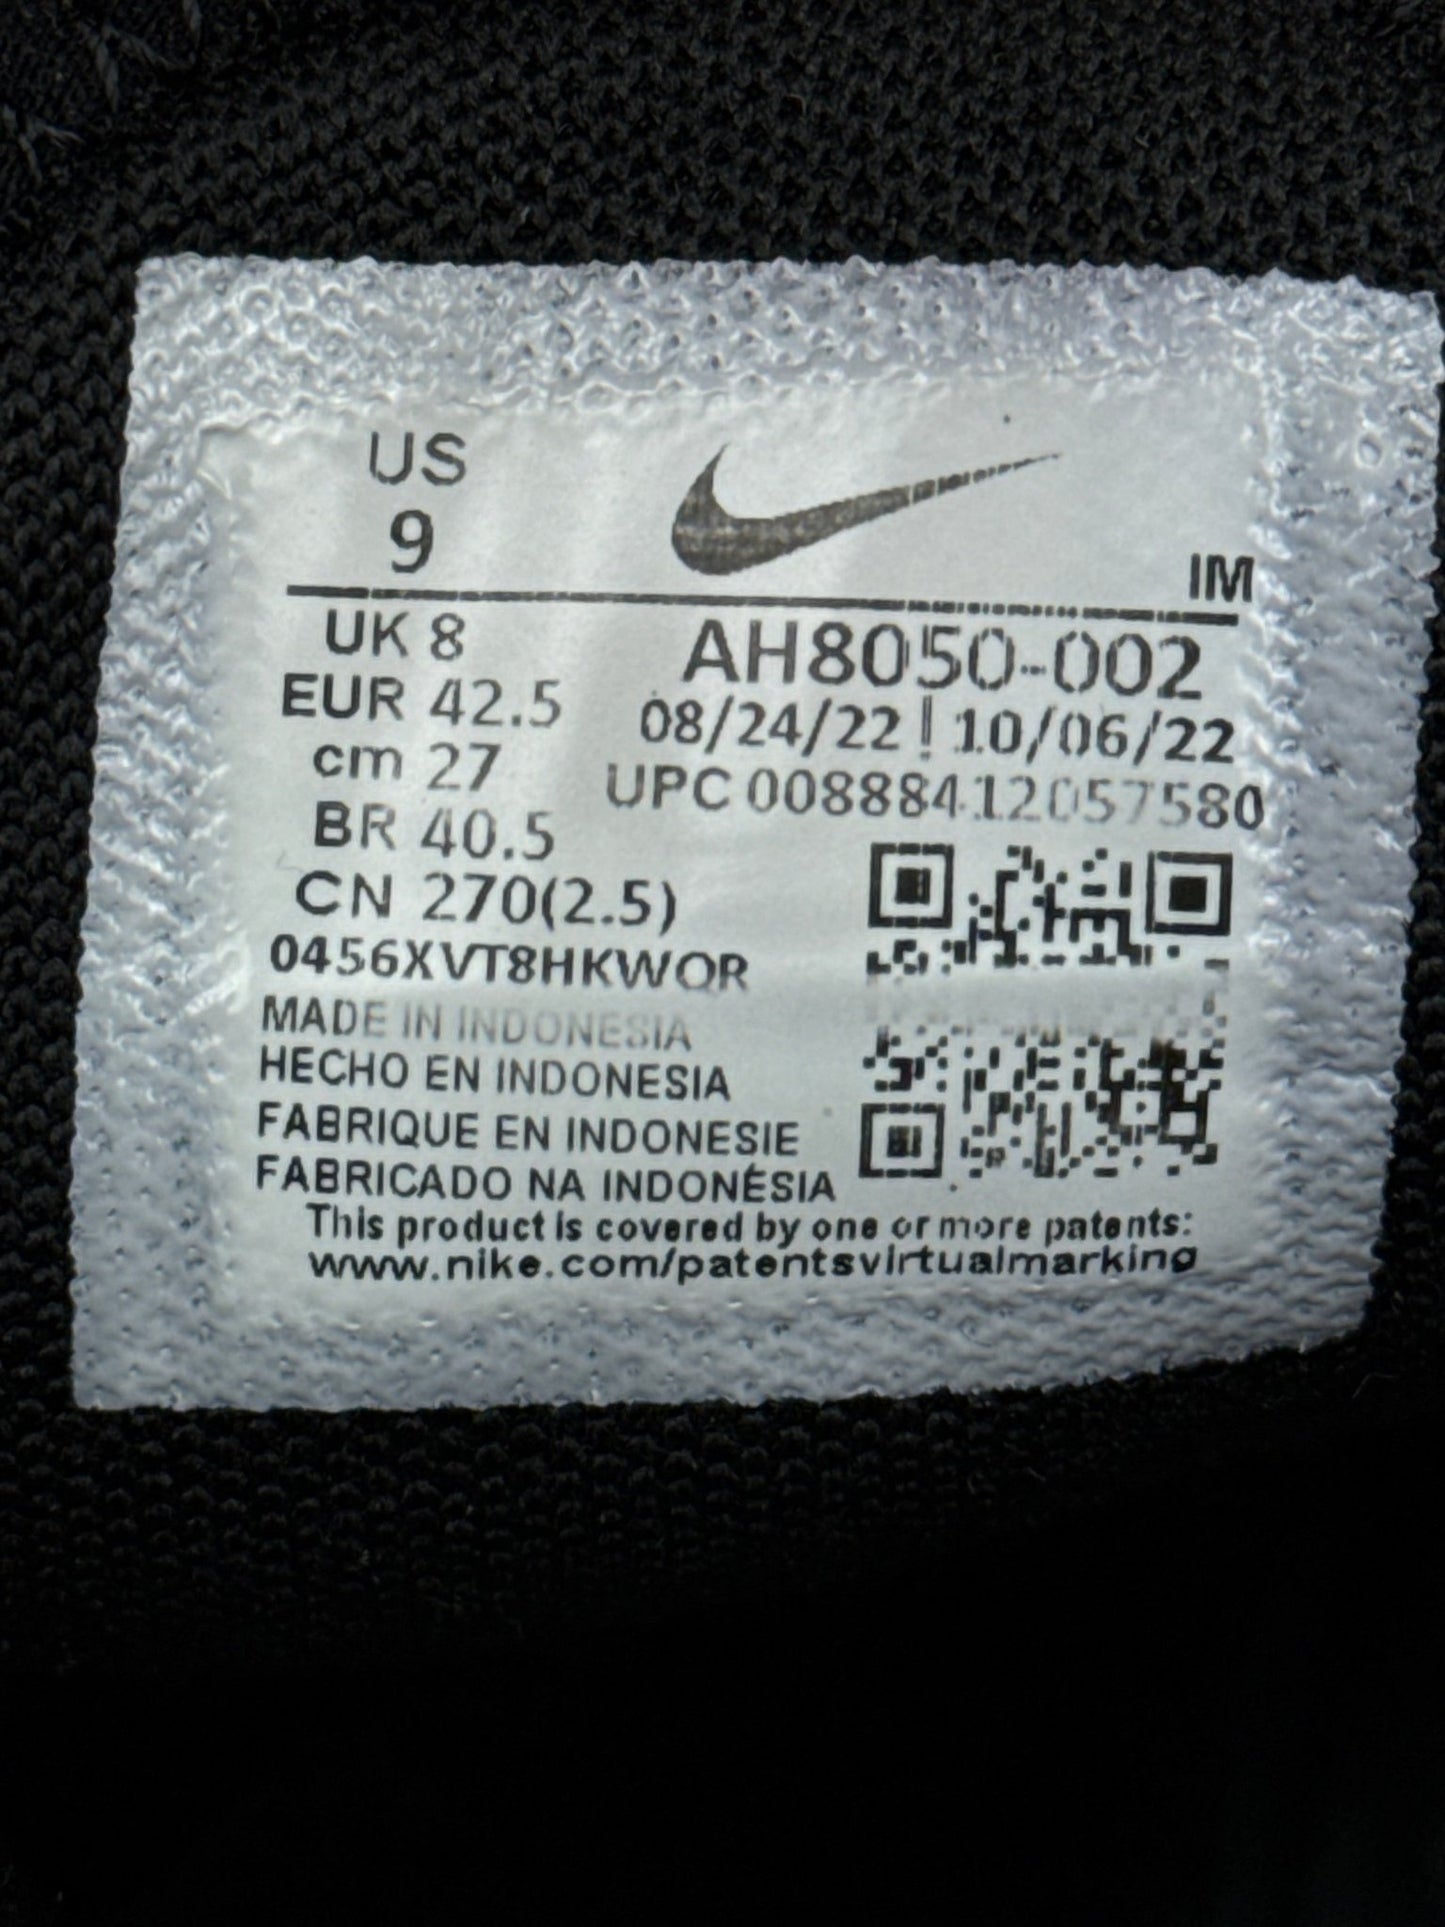 US
9
IM
UK 8
AH8050-002
EUR 42.5
08/24/22 | 10/06/22
cm 27
UPC 00888412057580
BR 40.5
CN 270(2.5)
0456XVT8HKWOR
MADE IN INDONESIA
HECHO EN INDONESIA
FABRIQUE EN INDONESIE
FABRICADO NA INDONÉSIA
This product is covered by one or more patents:
www.nike.com/patentsvirtualmarking